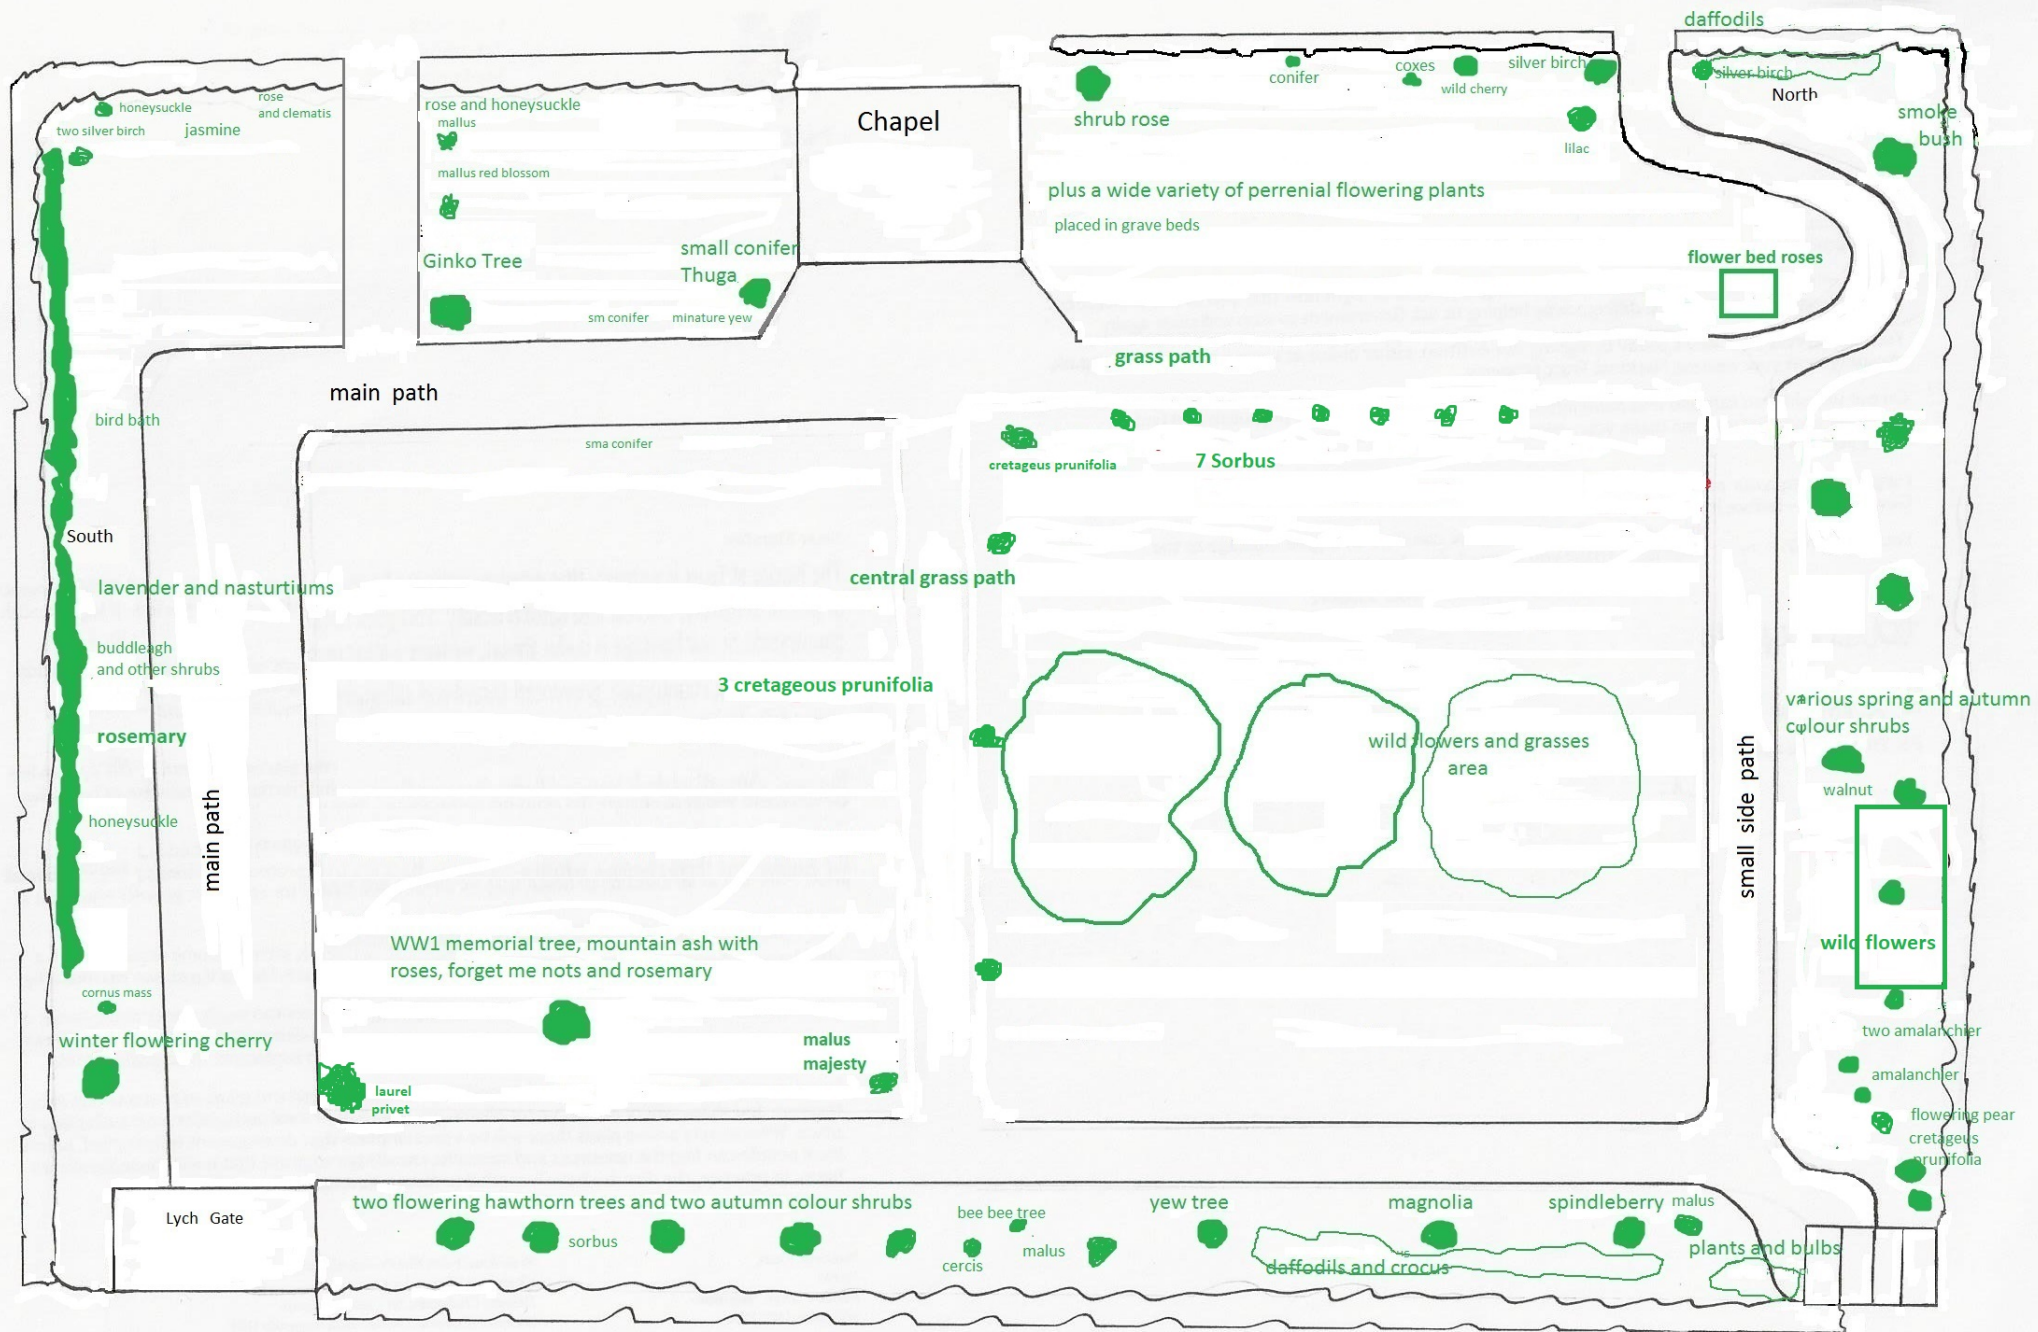 daffodils
silver birch
North
smoke
bush
honeysuckle
rose
and clematis
two silver birch
jasmine
rose and honeysuckle
mallus
mallus red blossom
Ginko Tree
small conifer
Thuga
sm conifer
minature yew
Chapel
shrub rose
conifer
coxes
wild cherry
silver birch
lilac
plus a wide variety of perrenial flowering plants
placed in grave beds
flower bed roses
grass path
main path
bird bath
sma conifer
cretageus prunifolia
7 Sorbus
South
lavender and nasturtiums
central grass path
buddleagh
and other shrubs
3 cretageous prunifolia
rosemary
main path
honeysuckle
wild flowers and grasses
area
small side path
various spring and autumn
colour shrubs
walnut
wild flowers
WW1 memorial tree, mountain ash with
roses, forget me nots and rosemary
cornus mass
winter flowering cherry
laurel
privet
malus
majesty
two amalanchier
amalanchier
flowering pear
cretageus
prunifolia
Lych Gate
two flowering hawthorn trees and two autumn colour shrubs
sorbus
bee bee tree
cercis
malus
yew tree
magnolia
spindleberry
malus
daffodils and crocus
plants and bulbs